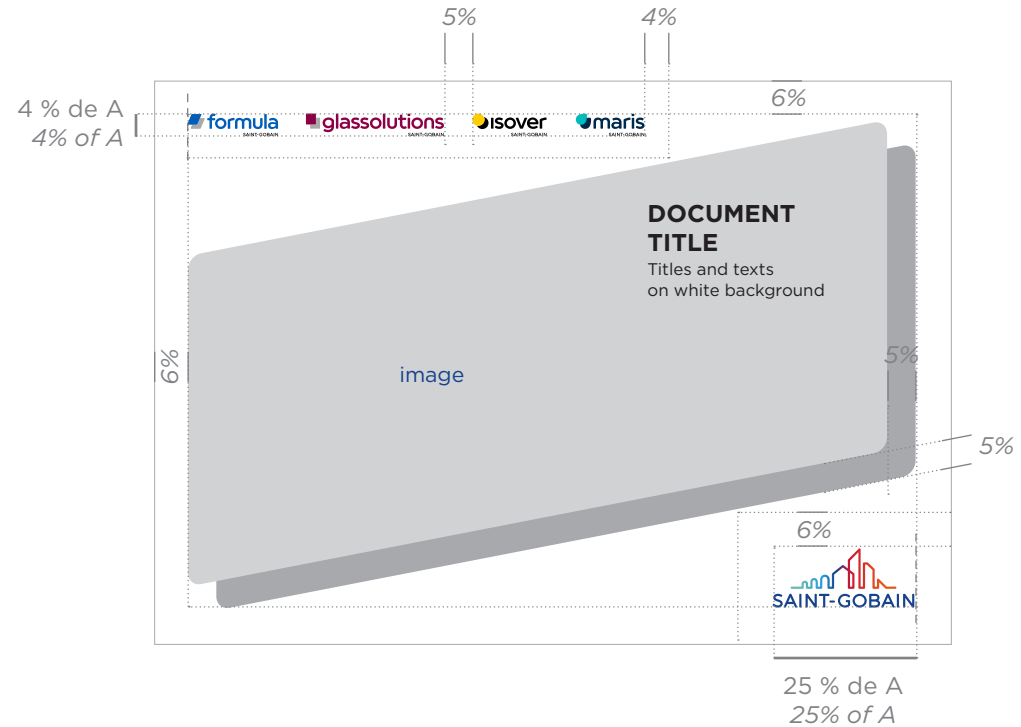 5%
4%
4 % de A
4% of A
6%
formula
SAINT-GOBAIN
glassolutions
SAINT-GOBAIN
ısover
SAINT-GOBAIN
maris
SAINT-GOBAIN
DOCUMENT
TITLE
Titles and texts
on white background
6%
image
5%
5%
6%
SAINT-GOBAIN
25 % de A
25% of A